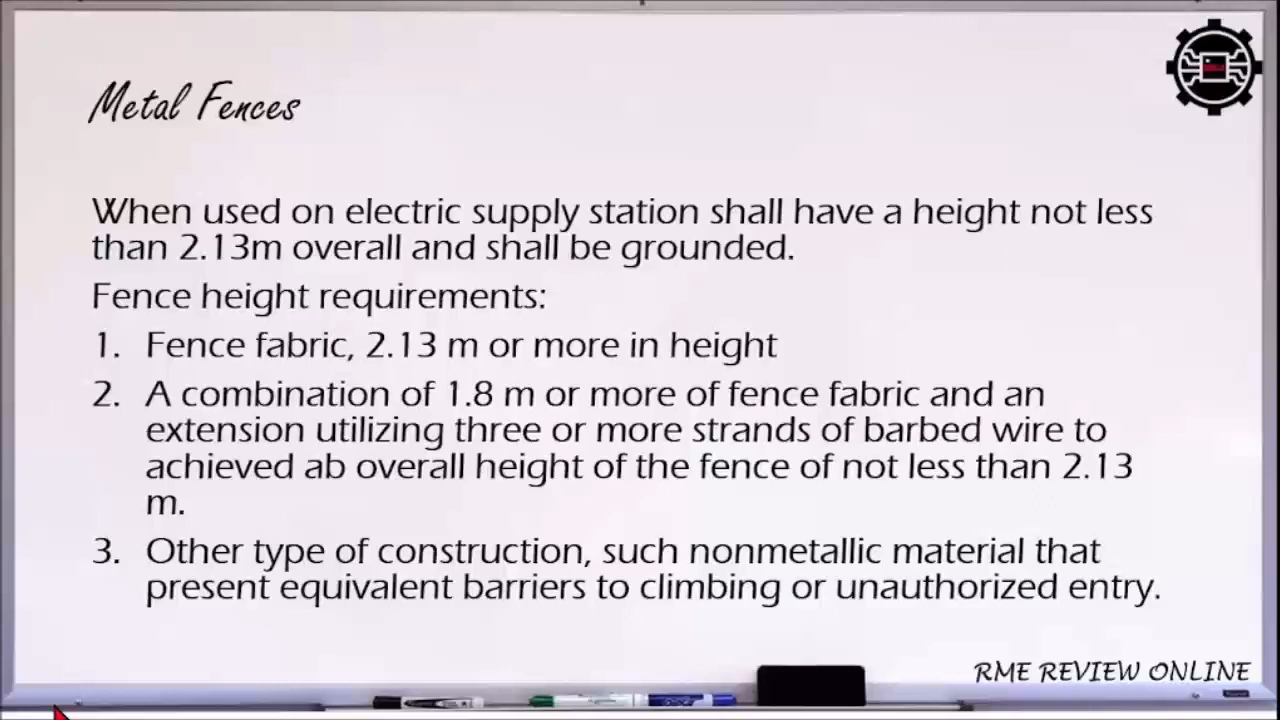 Metal Fences
When used on electric supply station shall have a height not less
than 2.13m overall and shall be grounded.
Fence height requirements:
1. Fence fabric, 2.13 m or more in height
2. A combination of 1.8 m or more of fence fabric and an
extension utilizing three or more strands of barbed wire to
achieved ab overall height of the fence of not less than 2.13
m.
3. Other type of construction, such nonmetallic material that
present equivalent barriers to climbing or unauthorized entry.
RME REVIEW ONLINE